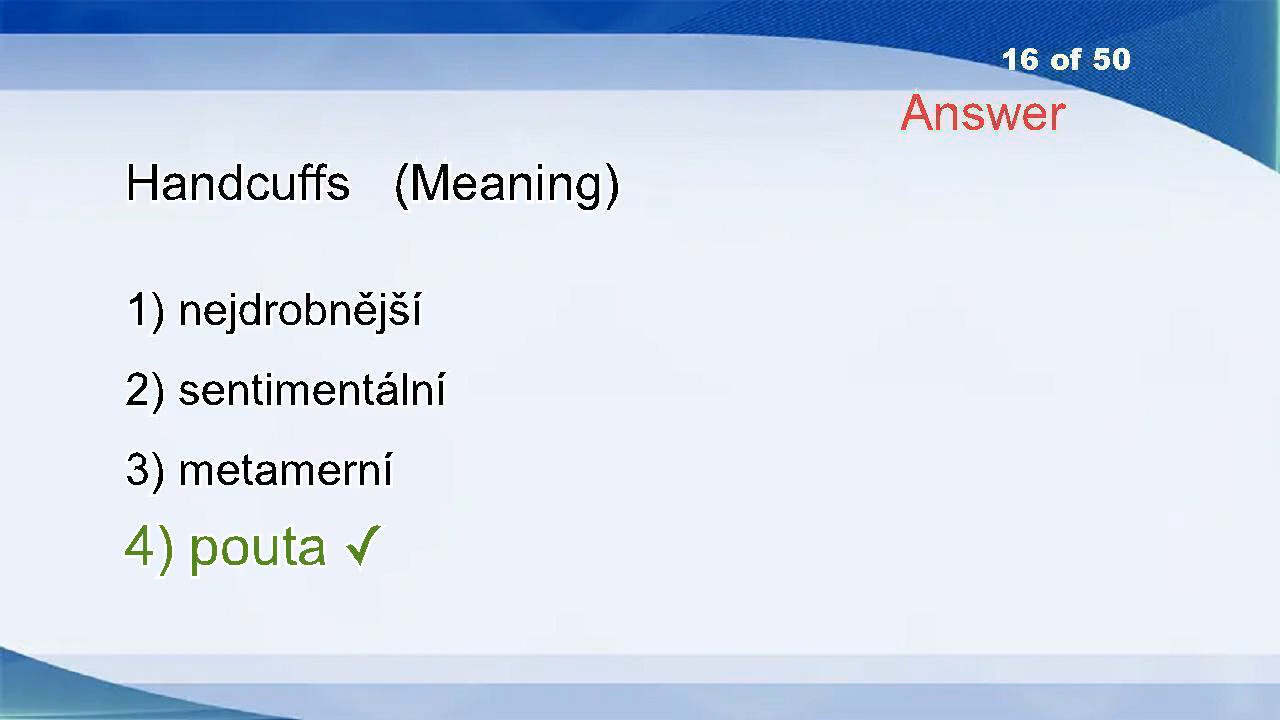 16 of 50
Answer
Handcuffs (Meaning)
1) nejdrobnější
2) sentimentální
3) metamerní
4) pouta ✓